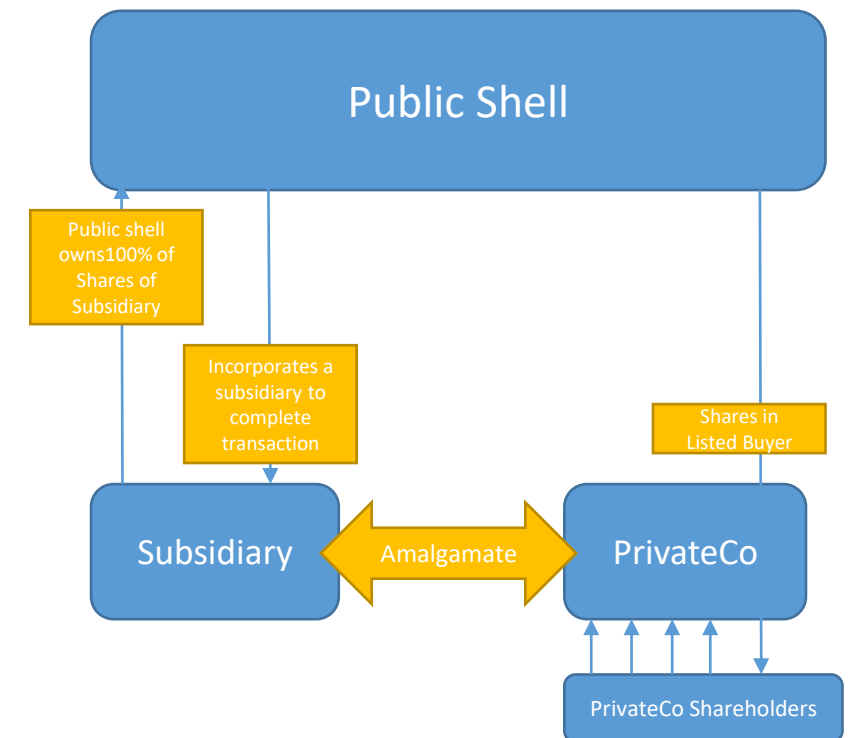 Public Shell
Public shell
owns100% of
Shares of
Subsidiary
Incorporates a
subsidiary to
complete
transaction
Shares in
Listed Buyer
Subsidiary
Amalgamate
PrivateCo
PrivateCo Shareholders